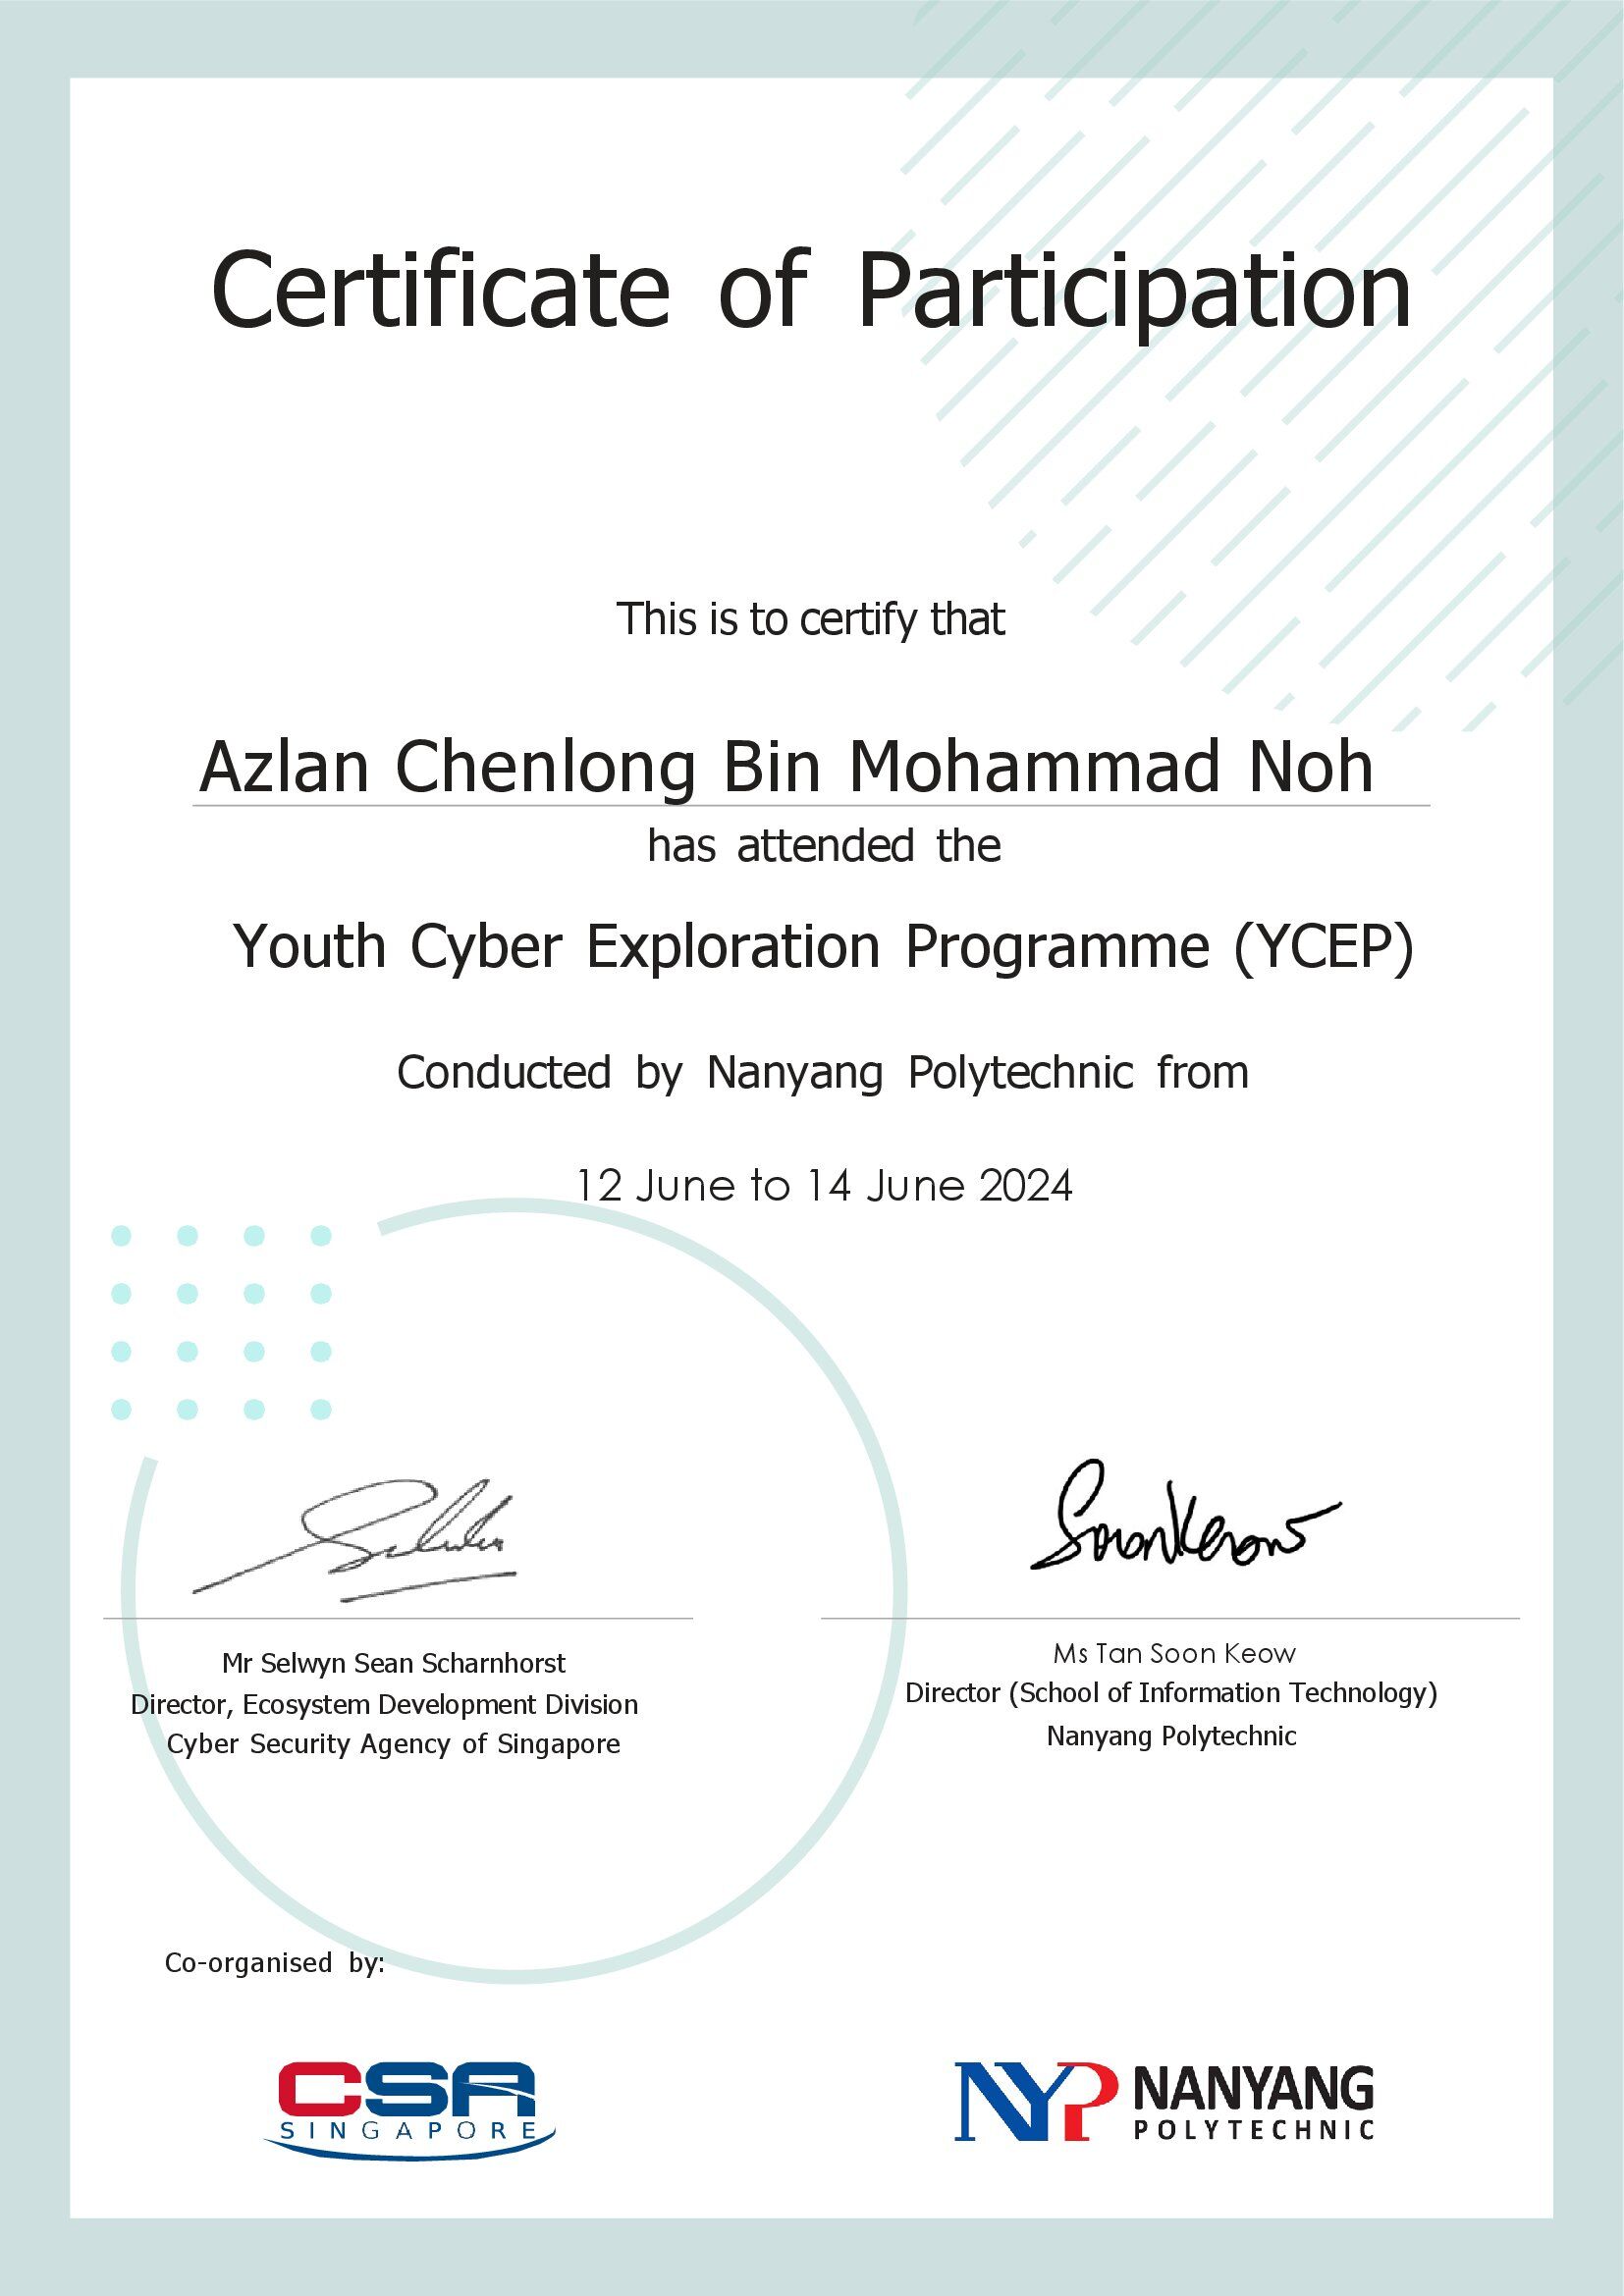 Certificate of Participation
This is to certify that
Azlan Chenlong Bin Mohammad Noh
has attended the
Youth Cyber Exploration Programme (YCEP)
Conducted by Nanyang Polytechnic from
12 June to 14 June 2024
Soon Keow
Mr Selwyn Sean Scharnhorst
Director, Ecosystem Development Division
Cyber Security Agency of Singapore
Ms Tan Soon Keow
Director (School of Information Technology)
Nanyang Polytechnic
Co-organised by:
CSA
SINGAPORE
NYP NANYANG
POLYTECHNIC